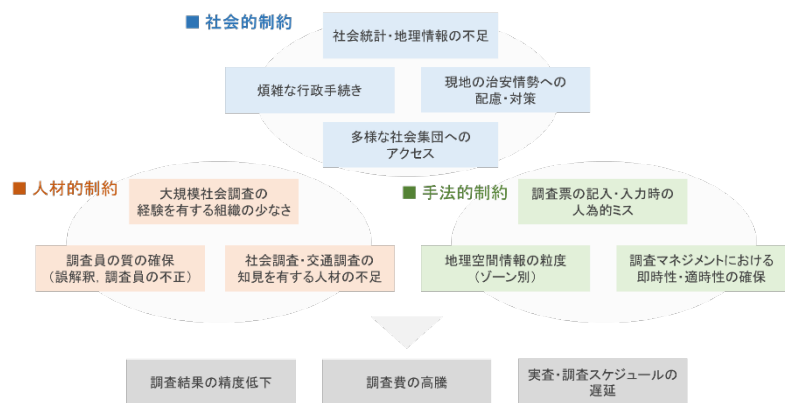 ■ 社会的制約
社会統計・地理情報の不足
煩雑な行政手続き
現地の治安情勢への
配慮・対策
多様な社会集団への
アクセス
■ 人材的制約
大規模社会調査の
経験を有する組織の少なさ
調査員の質の確保
（誤解釈，調査員の不正）
社会調査・交通調査の
知見を有する人材の不足
■ 手法的制約
調査票の記入・入力時の
人為的ミス
地理空間情報の粒度
（ゾーン別）
調査マネジメントにおける
即時性・適時性の確保
調査結果の精度低下
調査費の高騰
実査・調査スケジュールの
遅延